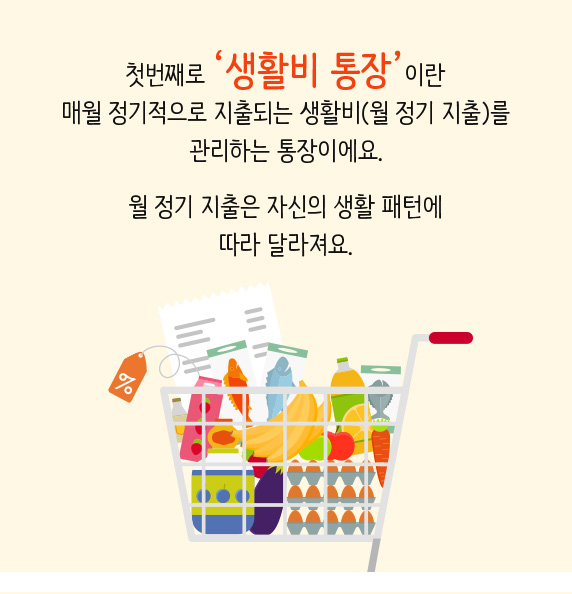 첫번째로 ‘생활비 통장’이란
매월 정기적으로 지출되는 생활비(월 정기 지출)를
관리하는 통장이에요.
월 정기 지출은 자신의 생활 패턴에
따라 달라져요.
%